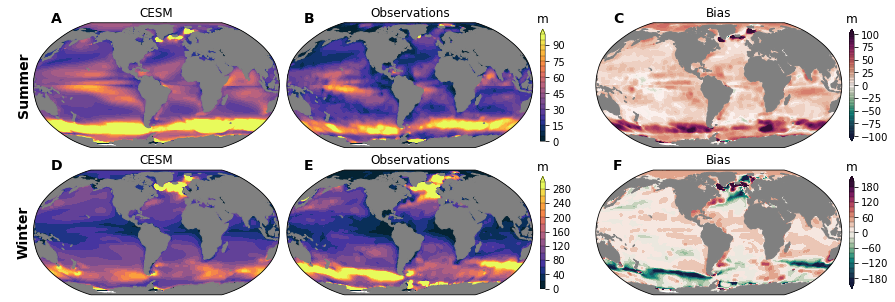 A CESM
B Observations
m
C Bias
m
Summer
90
75
60
45
30
15
0
100
75
50
25
0
−25
−50
−75
−100
D CESM
E Observations
m
F Bias
m
Winter
280
240
200
160
120
80
40
0
180
120
60
0
−60
−120
−180